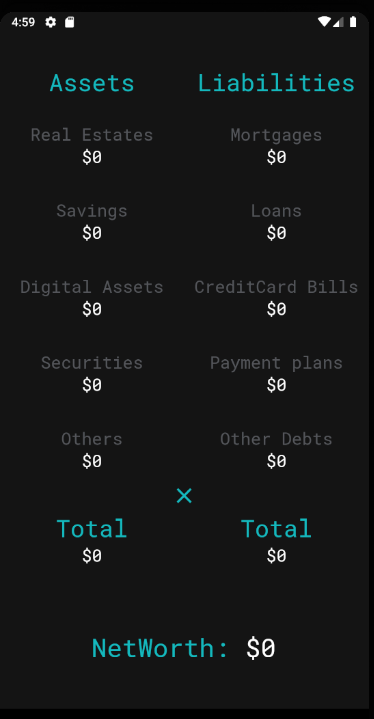 4:59
Assets Liabilities
Real Estates Mortgages
$0 $0
Savings Loans
$0 $0
Digital Assets CreditCard Bills
$0 $0
Securities Payment plans
$0 $0
Others Other Debts
$0 $0
Total Total
$0 $0
NetWorth: $0